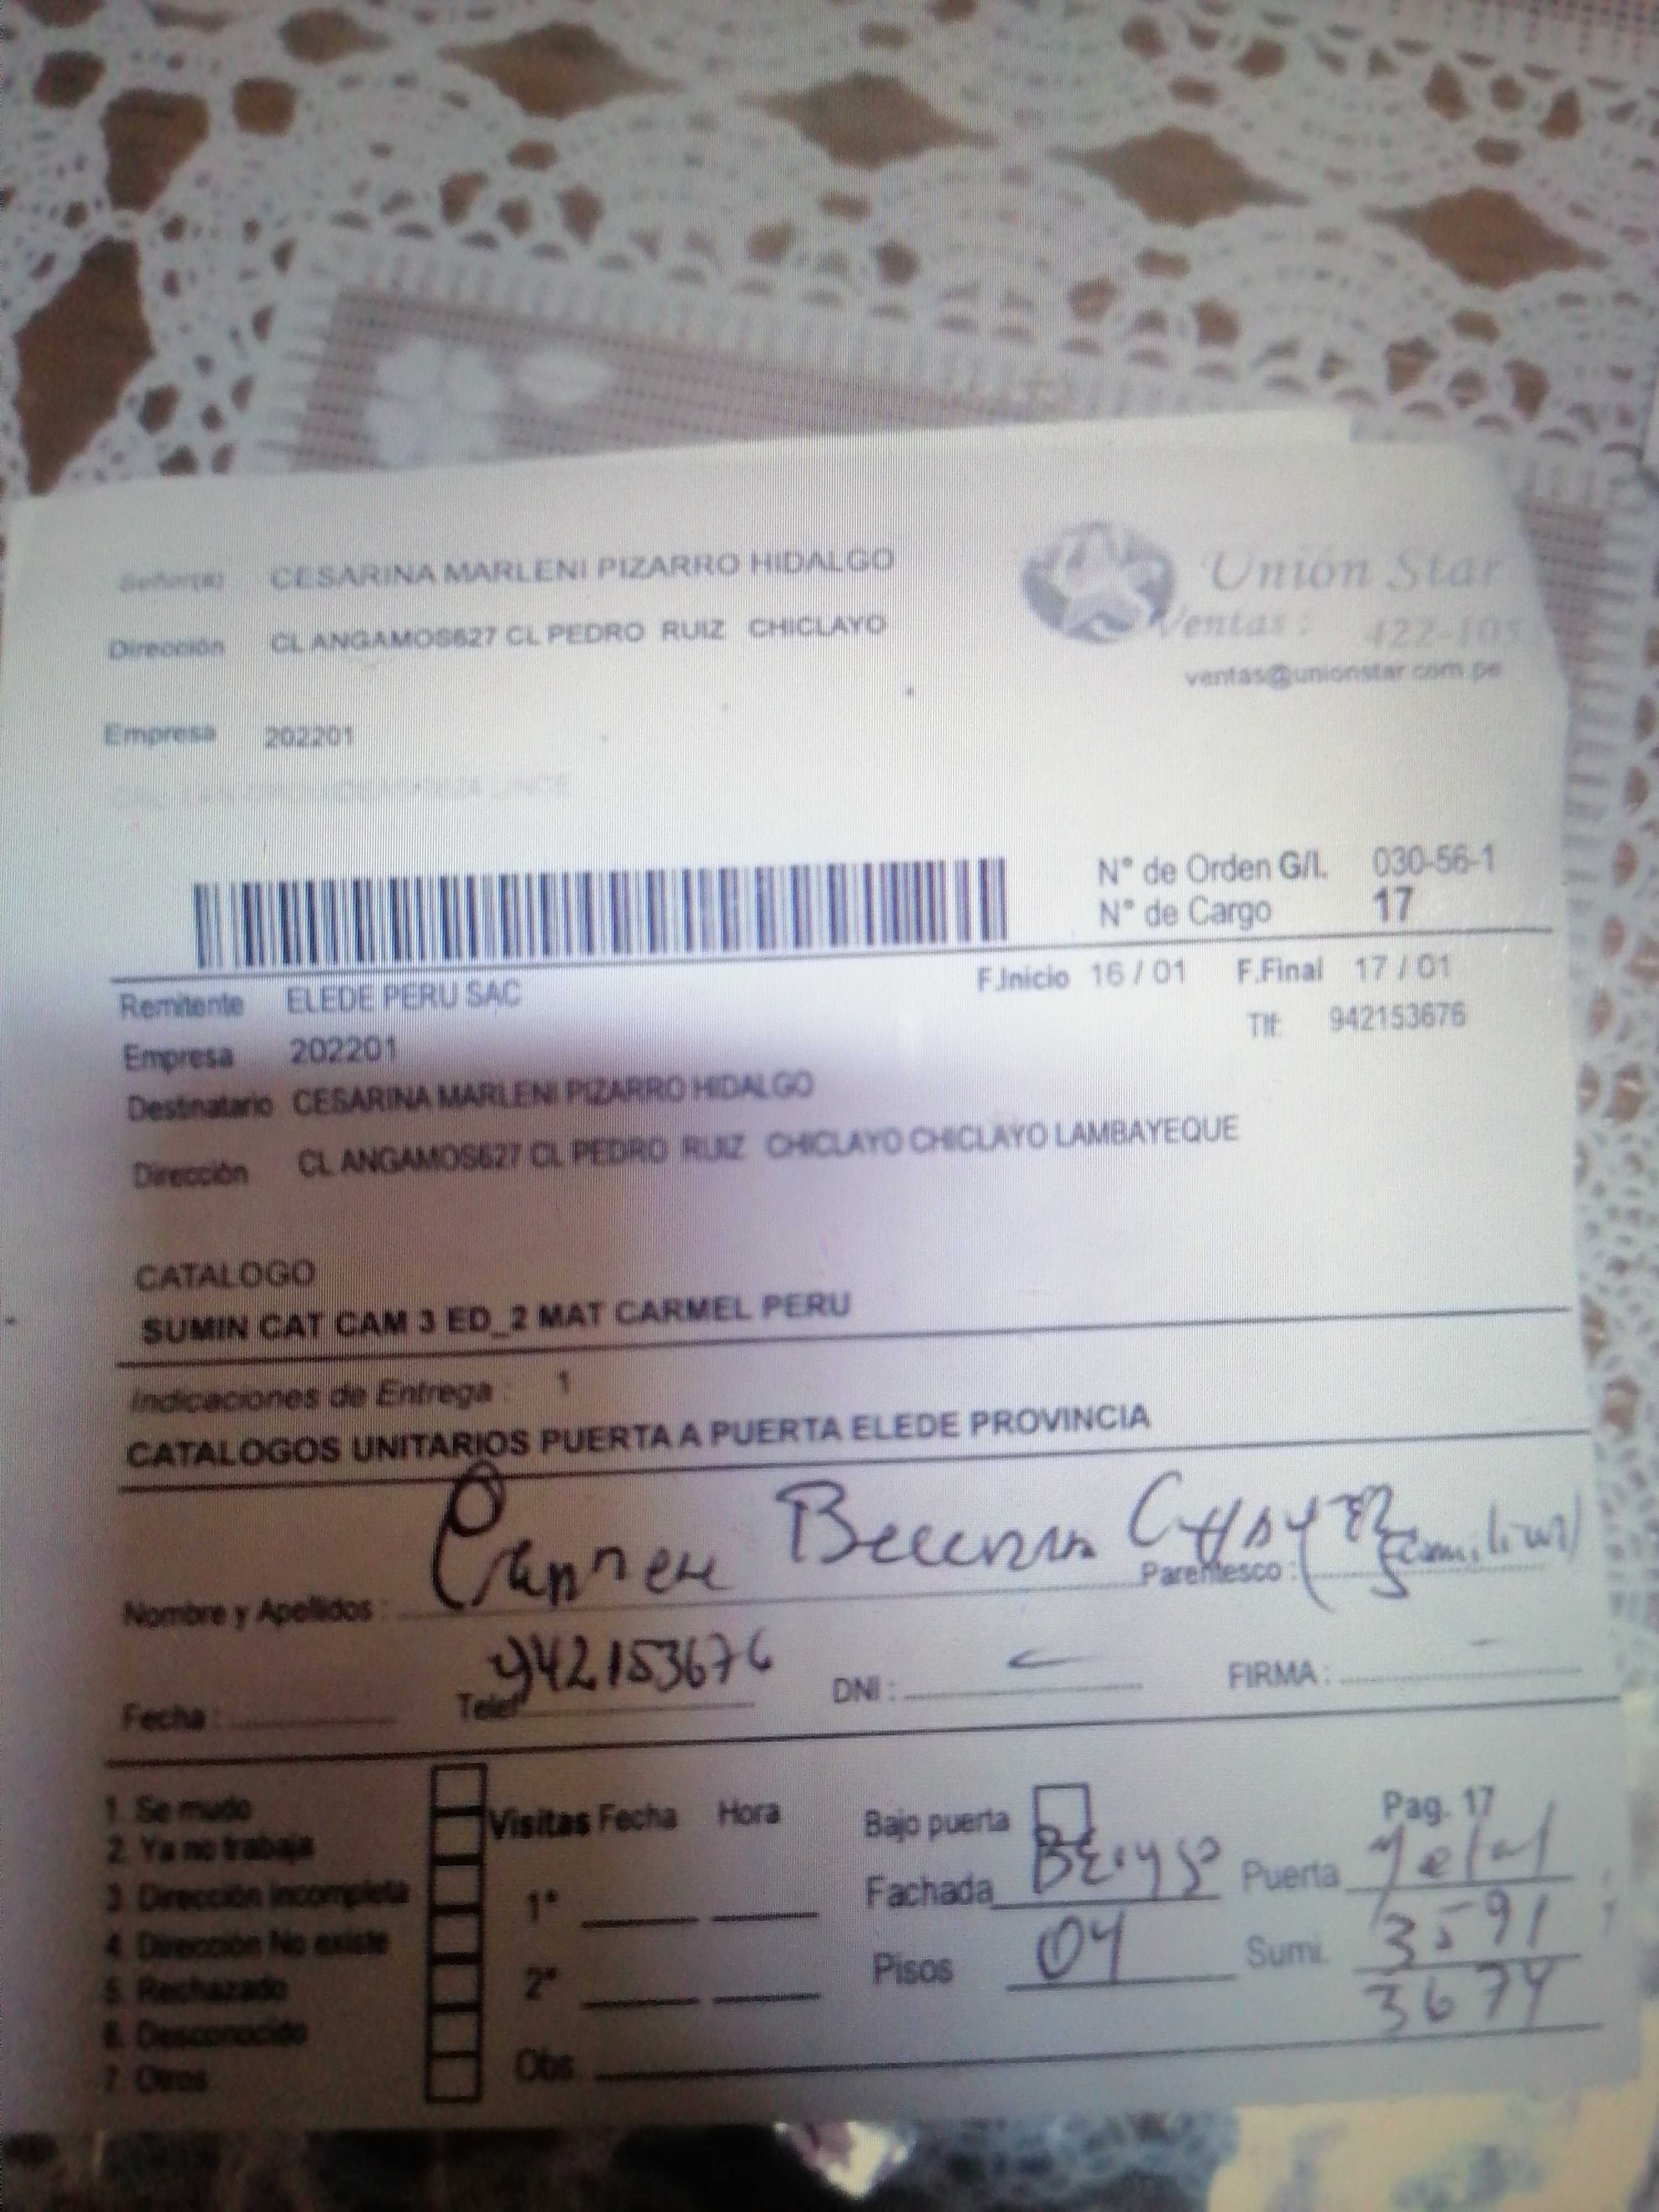 Señor(a) CESARINA MARLENI PIZARRO HIDALGO
Unión Star
Dirección CL ANGAMOS627 CL PEDRO RUIZ CHICLAYO
Ventas : 422-105
ventas@unionstar.com.pe
Empresa 202201
N° de Orden G/I. 030-56-1
N° de Cargo 17
Remitente ELEDE PERU SAC
F.Inicio 16 / 01 F.Final 17 / 01
Empresa 202201
Tlf: 942153676
Destinatario CESARINA MARLENI PIZARRO HIDALGO
Dirección CL ANGAMOS627 CL PEDRO RUIZ CHICLAYO CHICLAYO LAMBAYEQUE
CATALOGO
SUMIN CAT CAM 3 ED_2 MAT CARMEL PERU
Indicaciones de Entrega : 1
CATALOGOS UNITARIOS PUERTA A PUERTA ELEDE PROVINCIA
Nombre y Apellidos :
Parentesco :
Fecha : Telef 942153676 DNI : FIRMA :
1. Se mudo
2. Ya no trabaja
3. Dirección incompleta
4. Dirección No existe
5. Rechazado
6. Desconocido
7. Otros
Visitas Fecha Hora
1°
2°
Obs
Bajo puerta
Pag. 17
Fachada
Puerta
Pisos 04
Sumi. 3591
3674